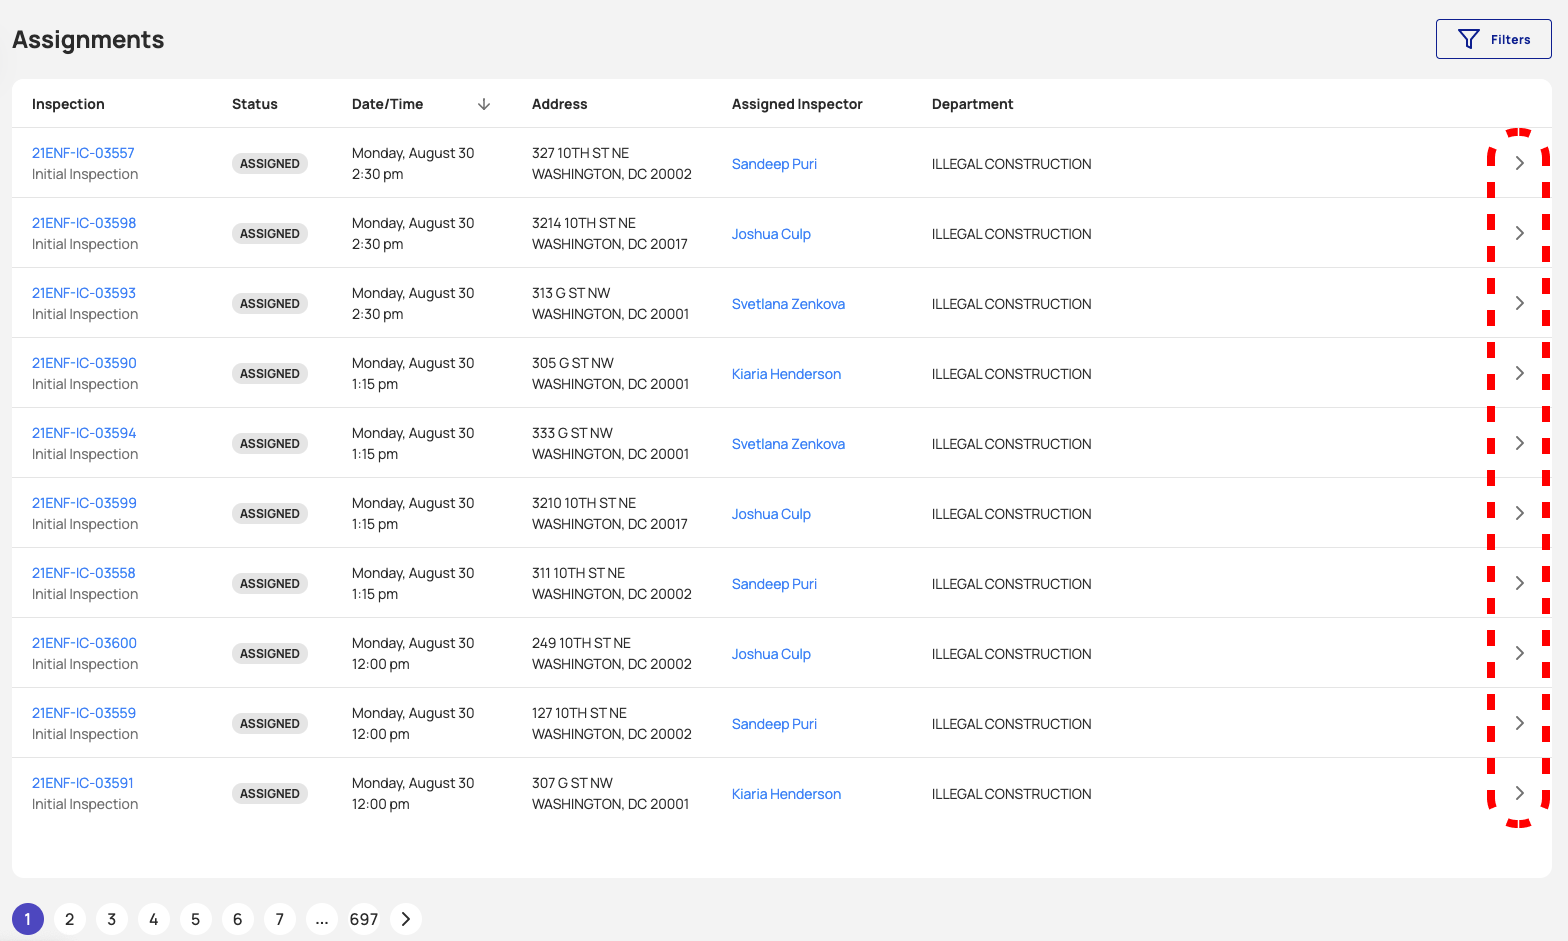 Assignments
Filters
Inspection Status Date/Time Address Assigned Inspector Department
21ENF-IC-03557 Monday, August 30 327 10TH ST NE
ASSIGNED Sandeep Puri ILLEGAL CONSTRUCTION
Initial Inspection 2:30 pm WASHINGTON, DC 20002
21ENF-IC-03598 Monday, August 30 3214 10TH ST NE
ASSIGNED Joshua Culp ILLEGAL CONSTRUCTION
Initial Inspection 2:30 pm WASHINGTON, DC 20017
21ENF-IC-03593 Monday, August 30 313 G ST NW
ASSIGNED Svetlana Zenkova ILLEGAL CONSTRUCTION
Initial Inspection 2:30 pm WASHINGTON, DC 20001
21ENF-IC-03590 Monday, August 30 305 G ST NW
ASSIGNED Kiaria Henderson ILLEGAL CONSTRUCTION
Initial Inspection 1:15 pm WASHINGTON, DC 20001
21ENF-IC-03594 Monday, August 30 333 G ST NW
ASSIGNED Svetlana Zenkova ILLEGAL CONSTRUCTION
Initial Inspection 1:15 pm WASHINGTON, DC 20001
21ENF-IC-03599 Monday, August 30 3210 10TH ST NE
ASSIGNED Joshua Culp ILLEGAL CONSTRUCTION
Initial Inspection 1:15 pm WASHINGTON, DC 20017
21ENF-IC-03558 Monday, August 30 311 10TH ST NE
ASSIGNED Sandeep Puri ILLEGAL CONSTRUCTION
Initial Inspection 1:15 pm WASHINGTON, DC 20002
21ENF-IC-03600 Monday, August 30 249 10TH ST NE
ASSIGNED Joshua Culp ILLEGAL CONSTRUCTION
Initial Inspection 12:00 pm WASHINGTON, DC 20002
21ENF-IC-03559 Monday, August 30 127 10TH ST NE
ASSIGNED Sandeep Puri ILLEGAL CONSTRUCTION
Initial Inspection 12:00 pm WASHINGTON, DC 20002
21ENF-IC-03591 Monday, August 30 307 G ST NW
ASSIGNED Kiaria Henderson ILLEGAL CONSTRUCTION
Initial Inspection 12:00 pm WASHINGTON, DC 20001
1 2 3 4 5 6 7 ... 697